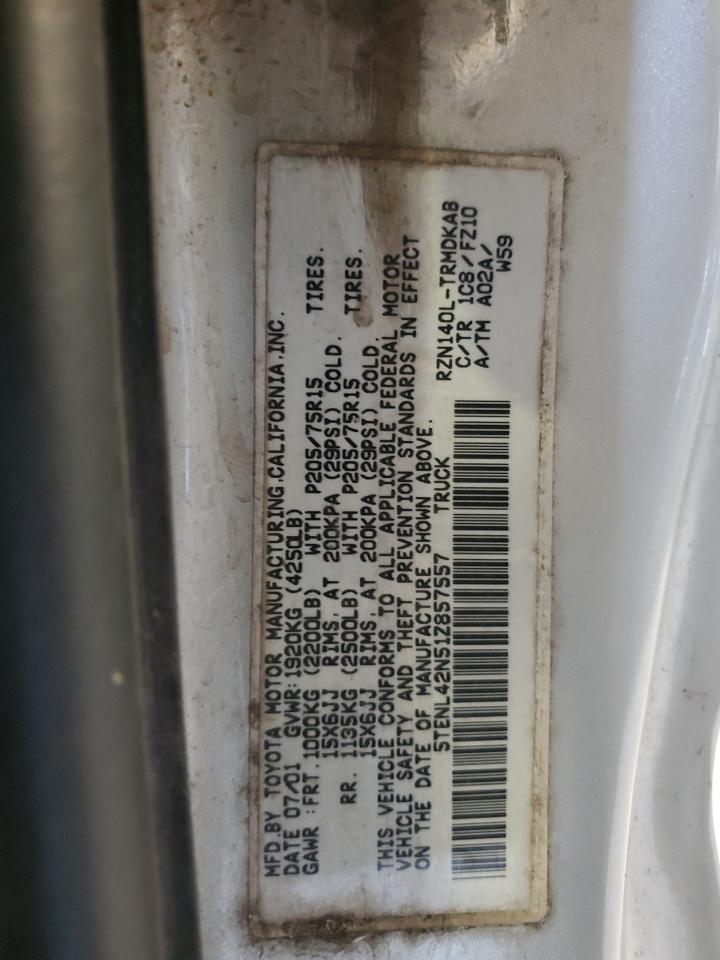 MFD.BY TOYOTA MOTOR MANUFACTURING.CALIFORNIA.INC.
DATE 07/01 GVWR:1920KG (4250LB)
GAWR :FRT.1000KG (2200LB) WITH P205/75R15 TIRES.
15X6JJ RIMS, AT 200KPA (29PSI) COLD.
RR. 1135KG (2500LB) WITH P205/75R15 TIRES.
15X6JJ RIMS, AT 200KPA (29PSI) COLD.
THIS VEHICLE CONFORMS TO ALL APPLICABLE FEDERAL MOTOR
VEHICLE SAFETY AND THEFT PREVENTION STANDARDS IN EFFECT
ON THE DATE OF MANUFACTURE SHOWN ABOVE.
5TENL42N51Z857557 TRUCK
RZN140L-TRMDKAB
C/TR 1C8/FZ10
A/TM A02A/
W59